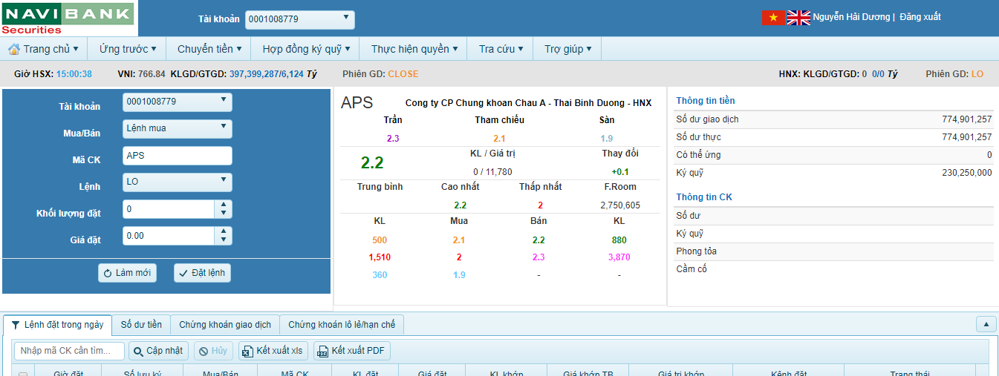 NAVI BANK
Securities
Tài khoản 0001008779
Nguyễn Hải Dương | Đăng xuất
Trang chủ Ứng trước Chuyển tiền Hợp đồng ký quỹ Thực hiện quyền Tra cứu Trợ giúp
Giờ HSX: 15:00:38 VNI: 766.84 KLGD/GTGD: 397,399,287/6,124 Tỷ Phiên GD: CLOSE HNX: KLGD/GTGD: 0 0/0 Tỷ Phiên GD: LO
Tài khoản 0001008779
Mua/Bán Lệnh mua
Mã CK APS
Lệnh LO
Khối lượng đặt 0
Giá đặt 0.00
Làm mới Đặt lệnh
APS Cong ty CP Chung khoan Chau A - Thai Binh Duong - HNX
Trần Tham chiếu Sàn
2.3 2.1 1.9
2.2 KL / Giá trị Thay đổi
0 / 11,780 +0.1
Trung bình Cao nhất Thấp nhất F.Room
2.2 2 2,750,605
KL Mua Bán KL
500 2.1 2.2 880
1,510 2 2.3 3,870
360 1.9 - -
Thông tin tiền
Số dư giao dịch 774,901,257
Số dư thực 774,901,257
Có thể ứng 0
Ký quỹ 230,250,000
Thông tin CK
Số dư
Ký quỹ
Phong tỏa
Cầm cố
Lệnh đặt trong ngày Số dư tiền Chứng khoán giao dịch Chứng khoán lô lẻ/hạn chế
Nhập mã CK cần tìm... Cập nhật Hủy Kết xuất xls Kết xuất PDF
Giờ đặt Số lưu ký Mua/Bán Mã CK KL đặt Giá đặt KL khớp Giá khớp TB Giá trị khớp Kênh đặt Trạng thái